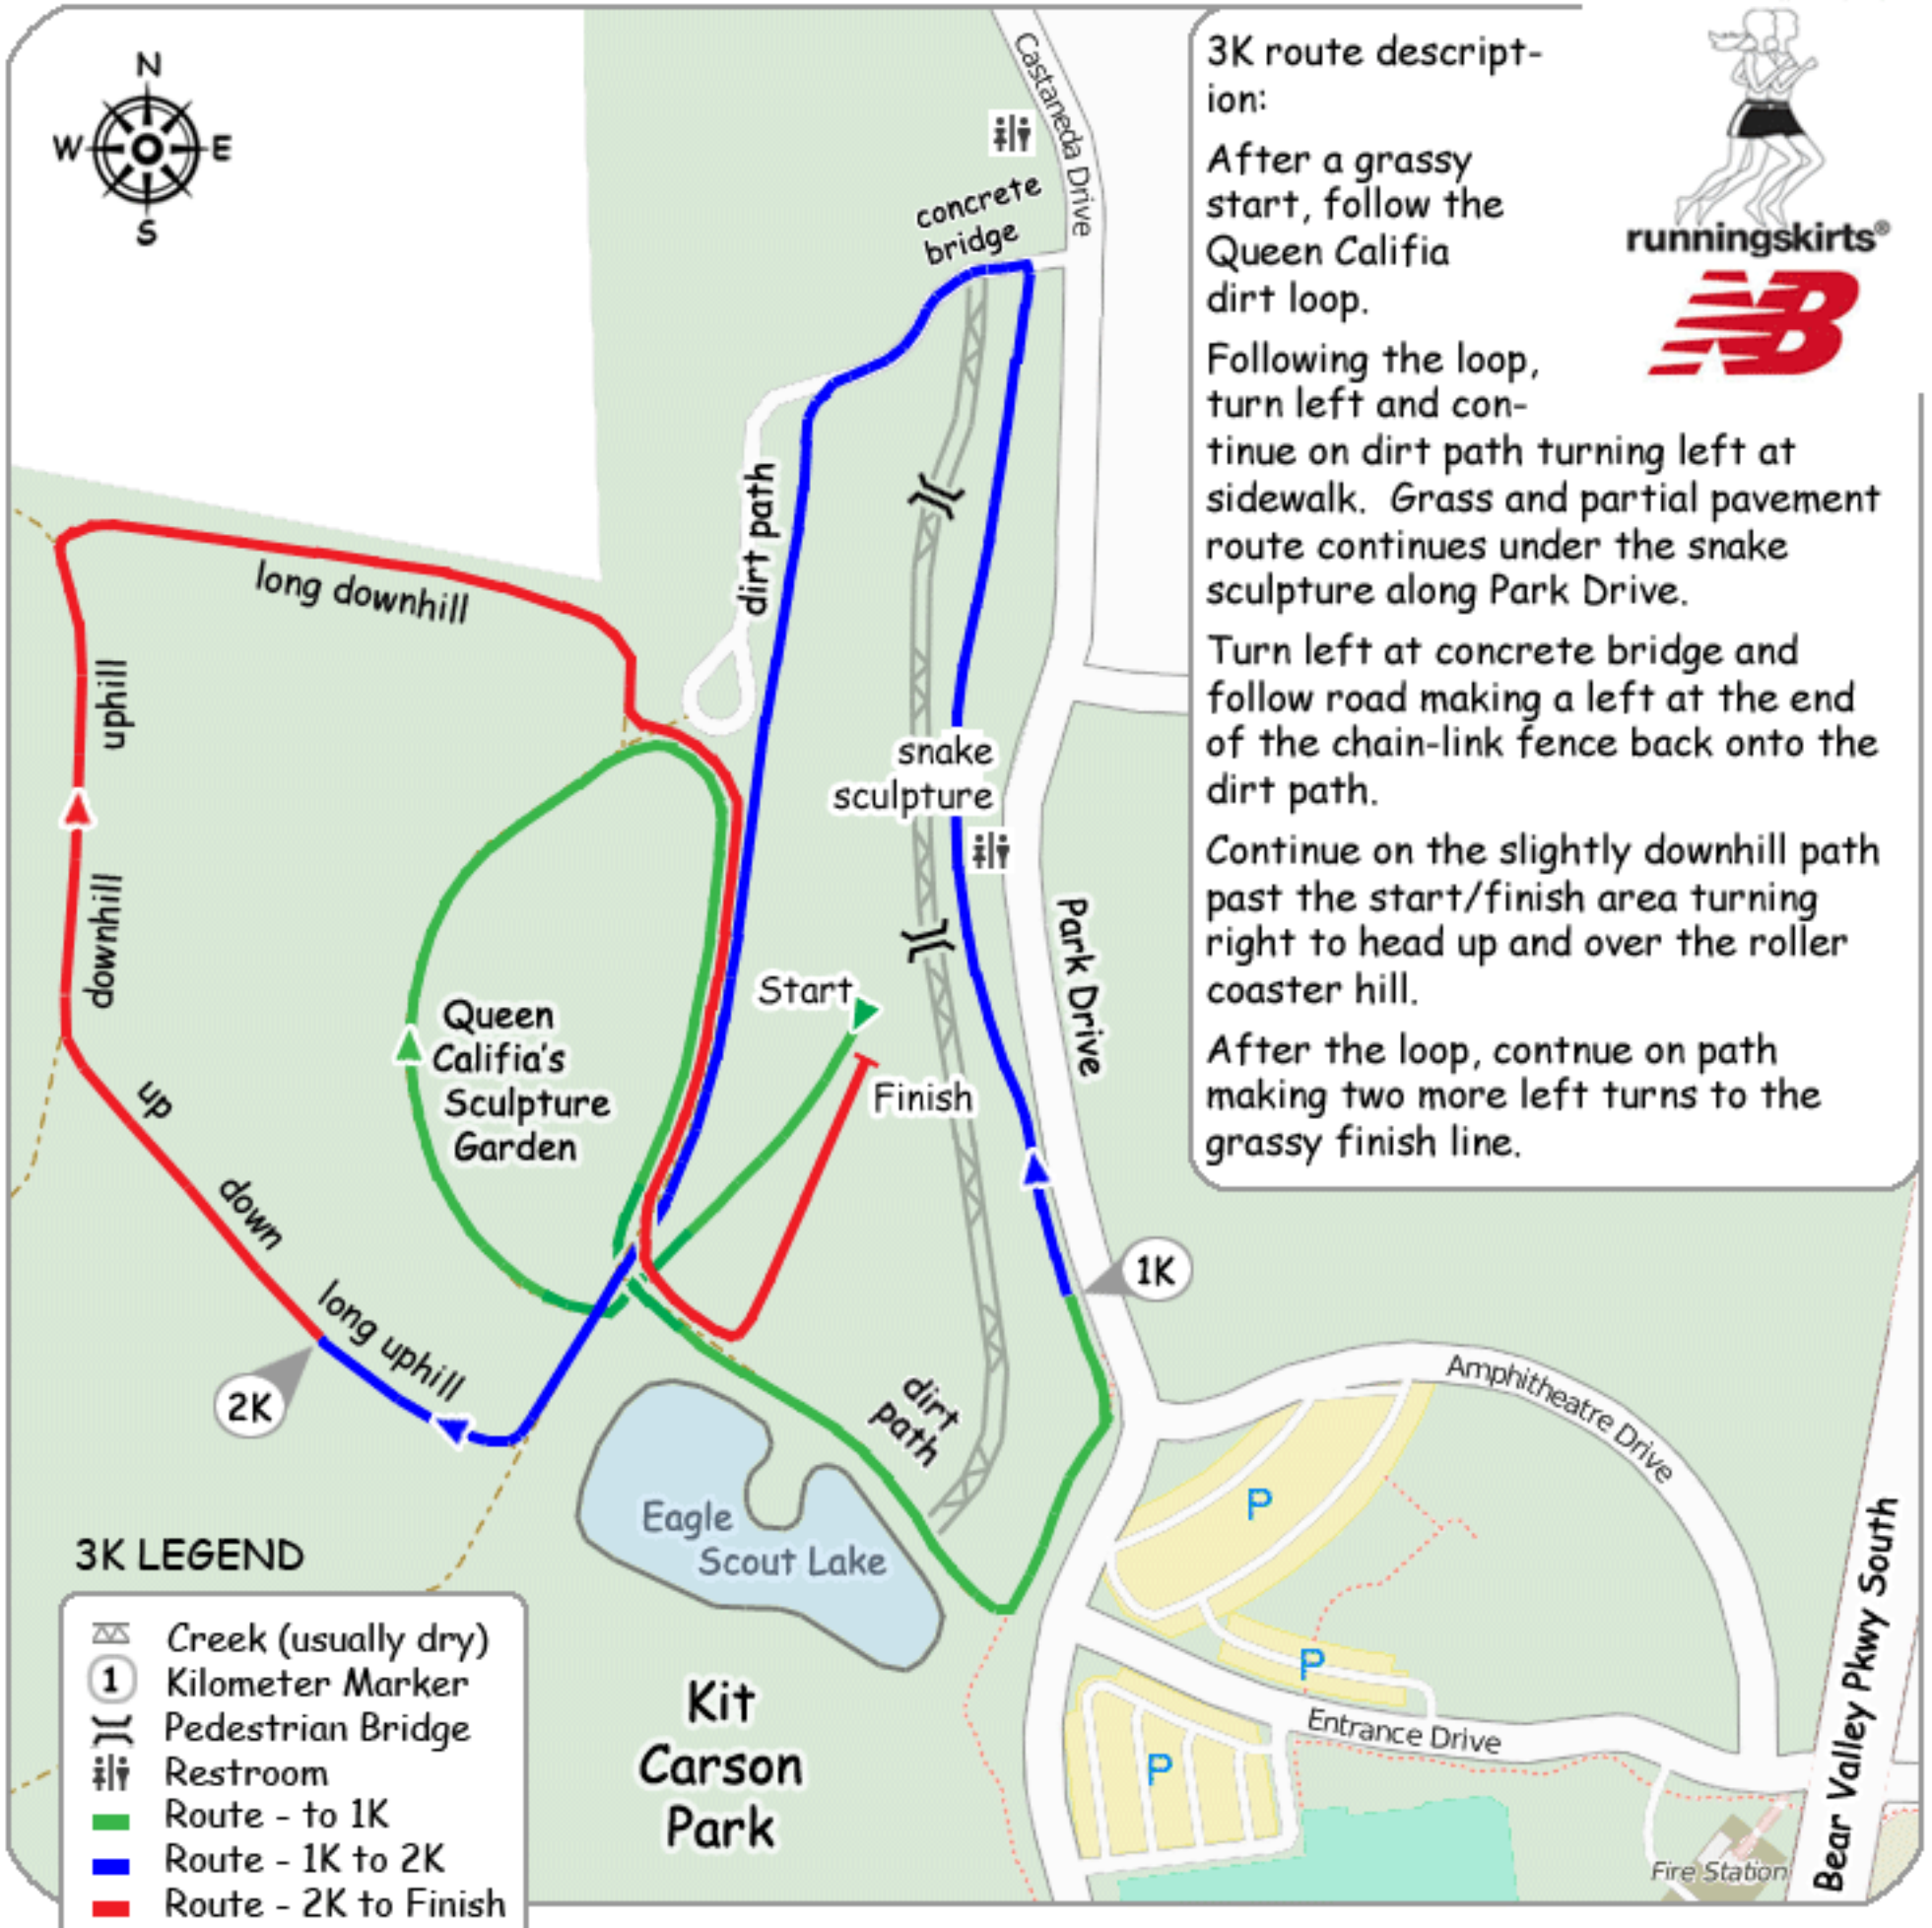 N
W
E
S
3K route descript-
ion:
After a grassy
start, follow the
Queen Califia
dirt loop.
Following the loop,
turn left and con-
tinue on dirt path turning left at
sidewalk. Grass and partial pavement
route continues under the snake
sculpture along Park Drive.
Turn left at concrete bridge and
follow road making a left at the end
of the chain-link fence back onto the
dirt path.
Continue on the slightly downhill path
past the start/finish area turning
right to head up and over the roller
coaster hill.
After the loop, contnue on path
making two more left turns to the
grassy finish line.
runningskirts®
NB
Castaneda Drive
concrete
bridge
dirt path
long downhill
uphill
downhill
up
down
long uphill
snake
sculpture
Park Drive
Start
Finish
Queen
Califia's
Sculpture
Garden
1K
2K
dirt
path
Eagle
Scout Lake
Amphitheatre Drive
P
P
P
Entrance Drive
Bear Valley Pkwy South
Fire Station
Kit
Carson
Park
3K LEGEND
Creek (usually dry)
1 Kilometer Marker
Pedestrian Bridge
Restroom
Route - to 1K
Route - 1K to 2K
Route - 2K to Finish